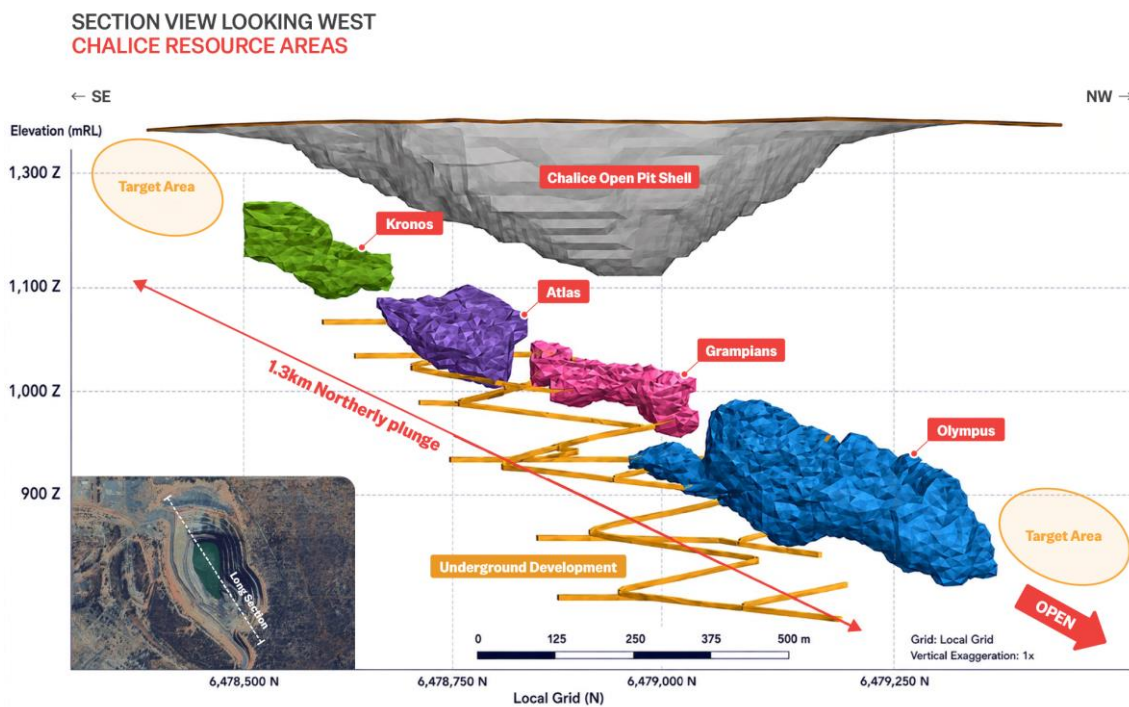 SECTION VIEW LOOKING WEST
CHALICE RESOURCE AREAS
← SE
NW →
Elevation (mRL)
1,300 Z
Target Area
Chalice Open Pit Shell
Kronos
1,100 Z
Atlas
Grampians
1,000 Z
1.3km Northerly plunge
Olympus
900 Z
Target Area
Underground Development
Long Section
OPEN
0 125 250 375 500 m
Grid: Local Grid
Vertical Exaggeration: 1x
6,478,500 N 6,478,750 N 6,479,000 N 6,479,250 N
Local Grid (N)